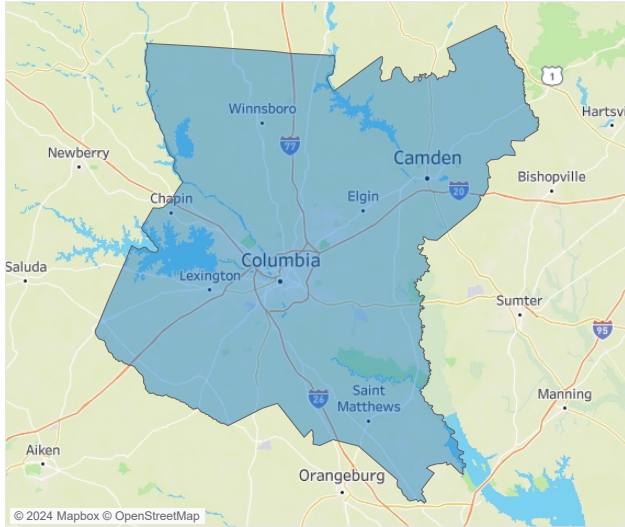 1
Hartsvi
Winnsboro
77
Newberry
Camden
20
Bishopville
Elgin
Chapin
Columbia
Saluda
Lexington
Sumter
95
26
Saint
Matthews
Manning
Aiken
Orangeburg
© 2024 Mapbox © OpenStreetMap